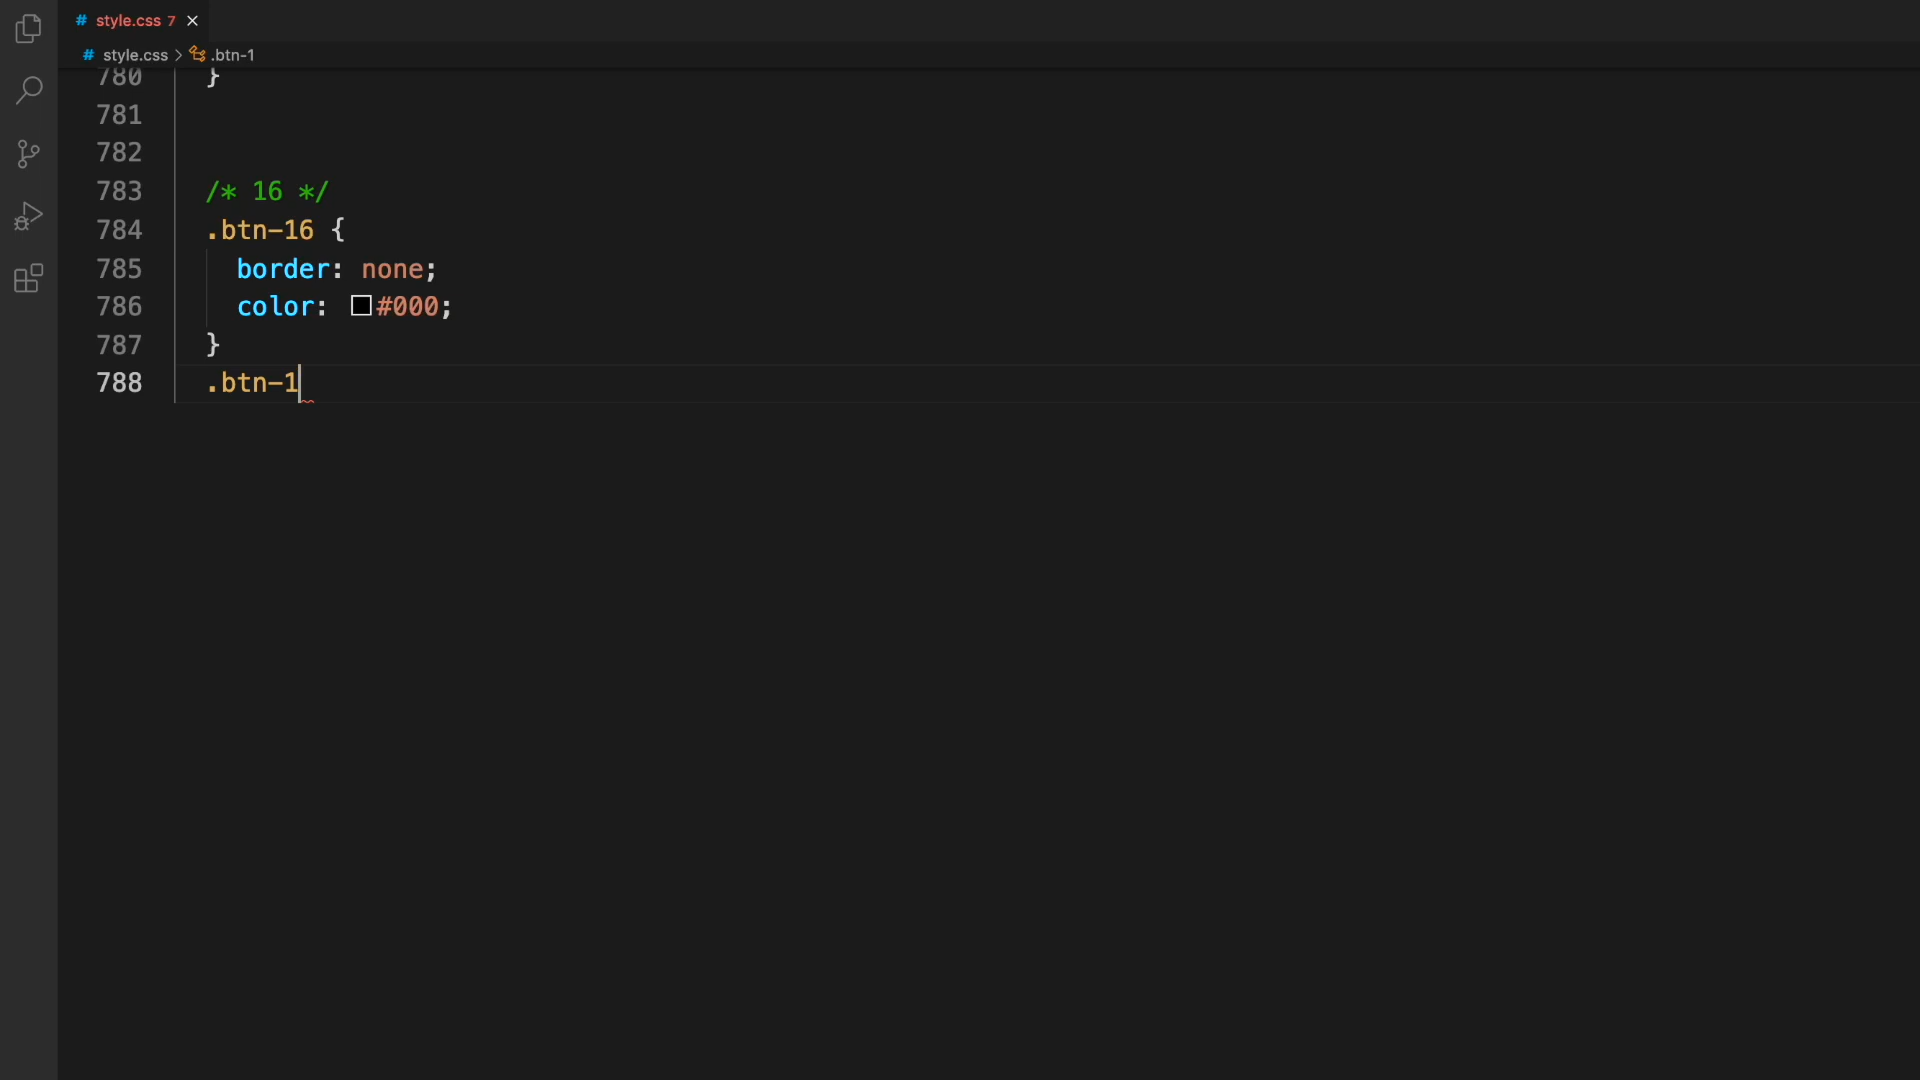 # style.css 7 ×
# style.css > .btn-1
780 }
781
782
783 /* 16 */
784 .btn-16 {
785 border: none;
786 color: #000;
787 }
788 .btn-1